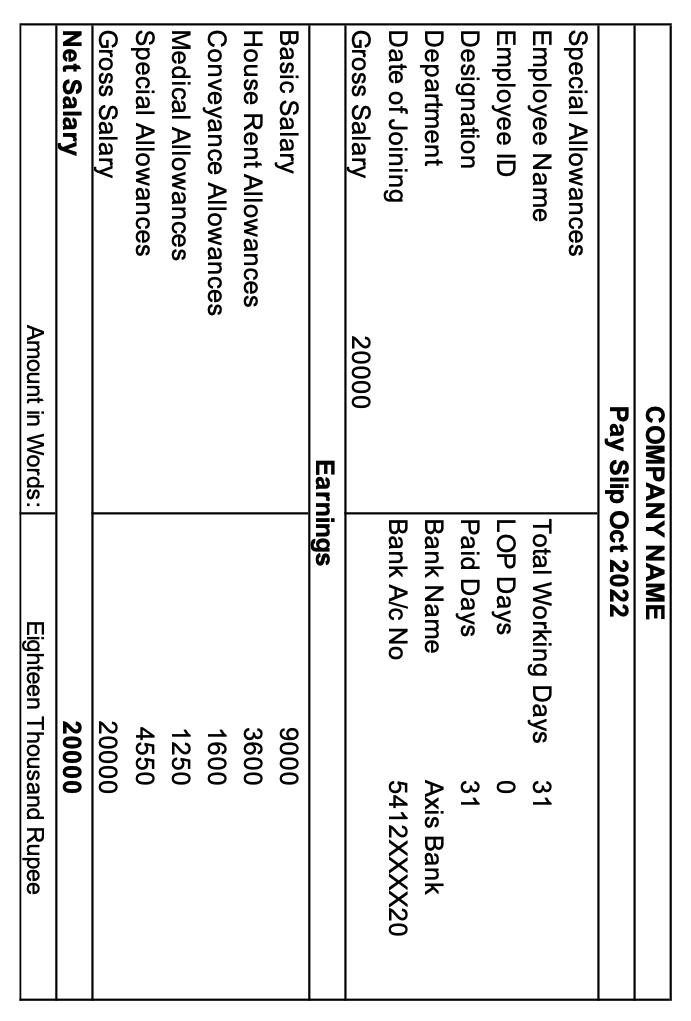 COMPANY NAME
Pay Slip Oct 2022
Special Allowances
Employee Name Total Working Days 31
Employee ID LOP Days 0
Designation Paid Days 31
Department Bank Name Axis Bank
Date of Joining Bank A/c No 5412XXXX20
Gross Salary 20000
Earnings
Basic Salary 9000
House Rent Allowances 3600
Conveyance Allowances 1600
Medical Allowances 1250
Special Allowances 4550
Gross Salary 20000
Net Salary 20000
Amount in Words: Eighteen Thousand Rupee